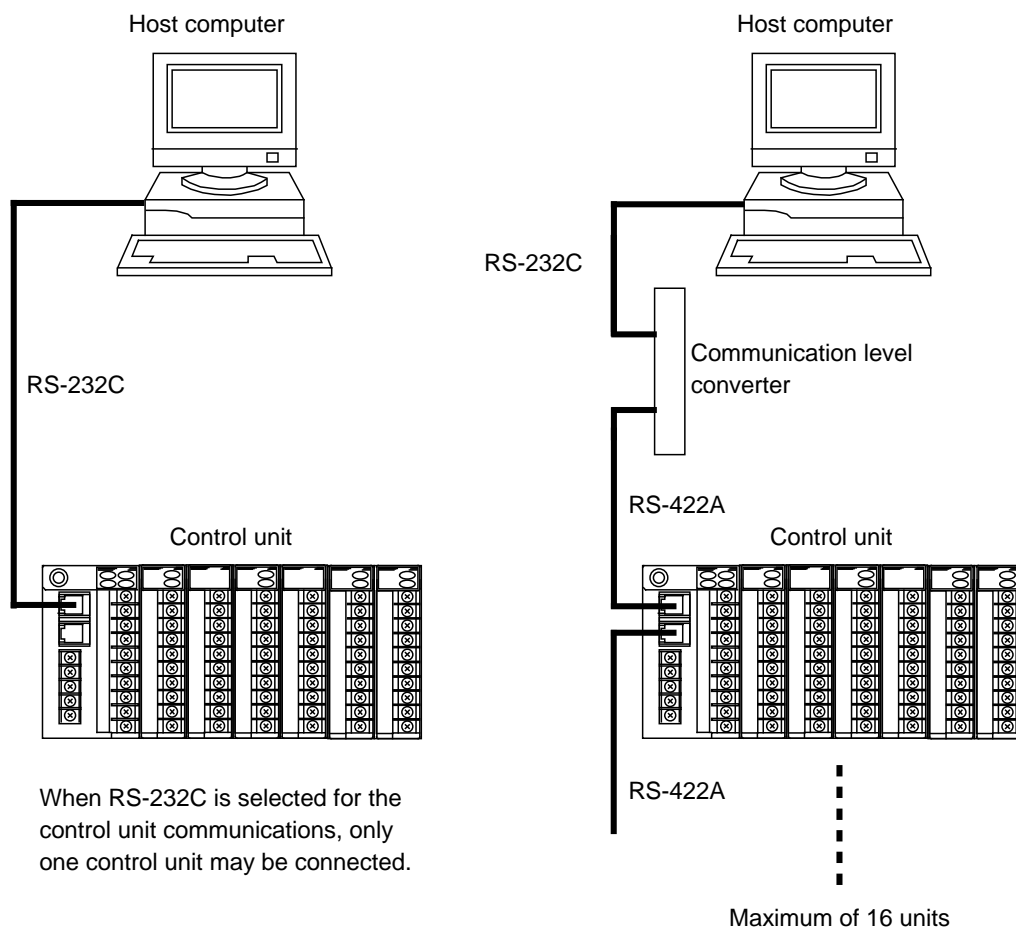 Host computer
RS-232C
Control unit
When RS-232C is selected for the
control unit communications, only
one control unit may be connected.
Host computer
RS-232C
Communication level
converter
RS-422A
Control unit
RS-422A
Maximum of 16 units